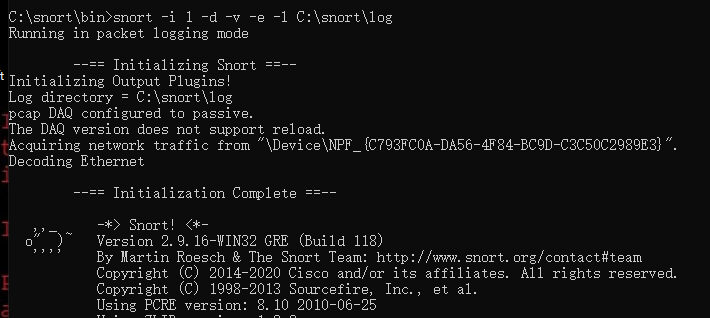 C:\snort\bin>snort -i 1 -d -v -e -l C:\snort\log
Running in packet logging mode
--== Initializing Snort ==--
Initializing Output Plugins!
Log directory = C:\snort\log
pcap DAQ configured to passive.
The DAQ version does not support reload.
Acquiring network traffic from "\Device\NPF_{C793FC0A-DA56-4F84-BC9D-C3C50C2989E3}".
Decoding Ethernet
--== Initialization Complete ==--
,,_ -*> Snort! <*-
o" )~ Version 2.9.16-WIN32 GRE (Build 118)
'''' By Martin Roesch & The Snort Team: http://www.snort.org/contact#team
Copyright (C) 2014-2020 Cisco and/or its affiliates. All rights reserved.
Copyright (C) 1998-2013 Sourcefire, Inc., et al.
Using PCRE version: 8.10 2010-06-25